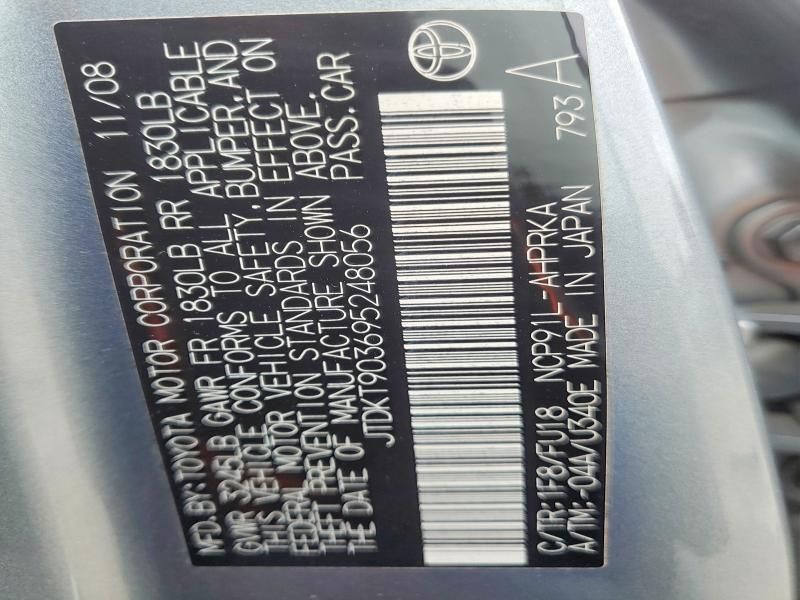 MFD. BY: TOYOTA MOTOR CORPORATION 11/08
GVWR 3245LB GAWR FR 1830LB RR 1830LB
THIS VEHICLE CONFORMS TO ALL APPLICABLE
FEDERAL MOTOR VEHICLE SAFETY, BUMPER, AND
THEFT PREVENTION STANDARDS IN EFFECT ON
THE DATE OF MANUFACTURE SHOWN ABOVE.
JTDKT903695248056 PASS. CAR
C/TR: 1F8/FU18 NCP91L-AHPRKA
A/TM: -04A/U340E MADE IN JAPAN 793 A